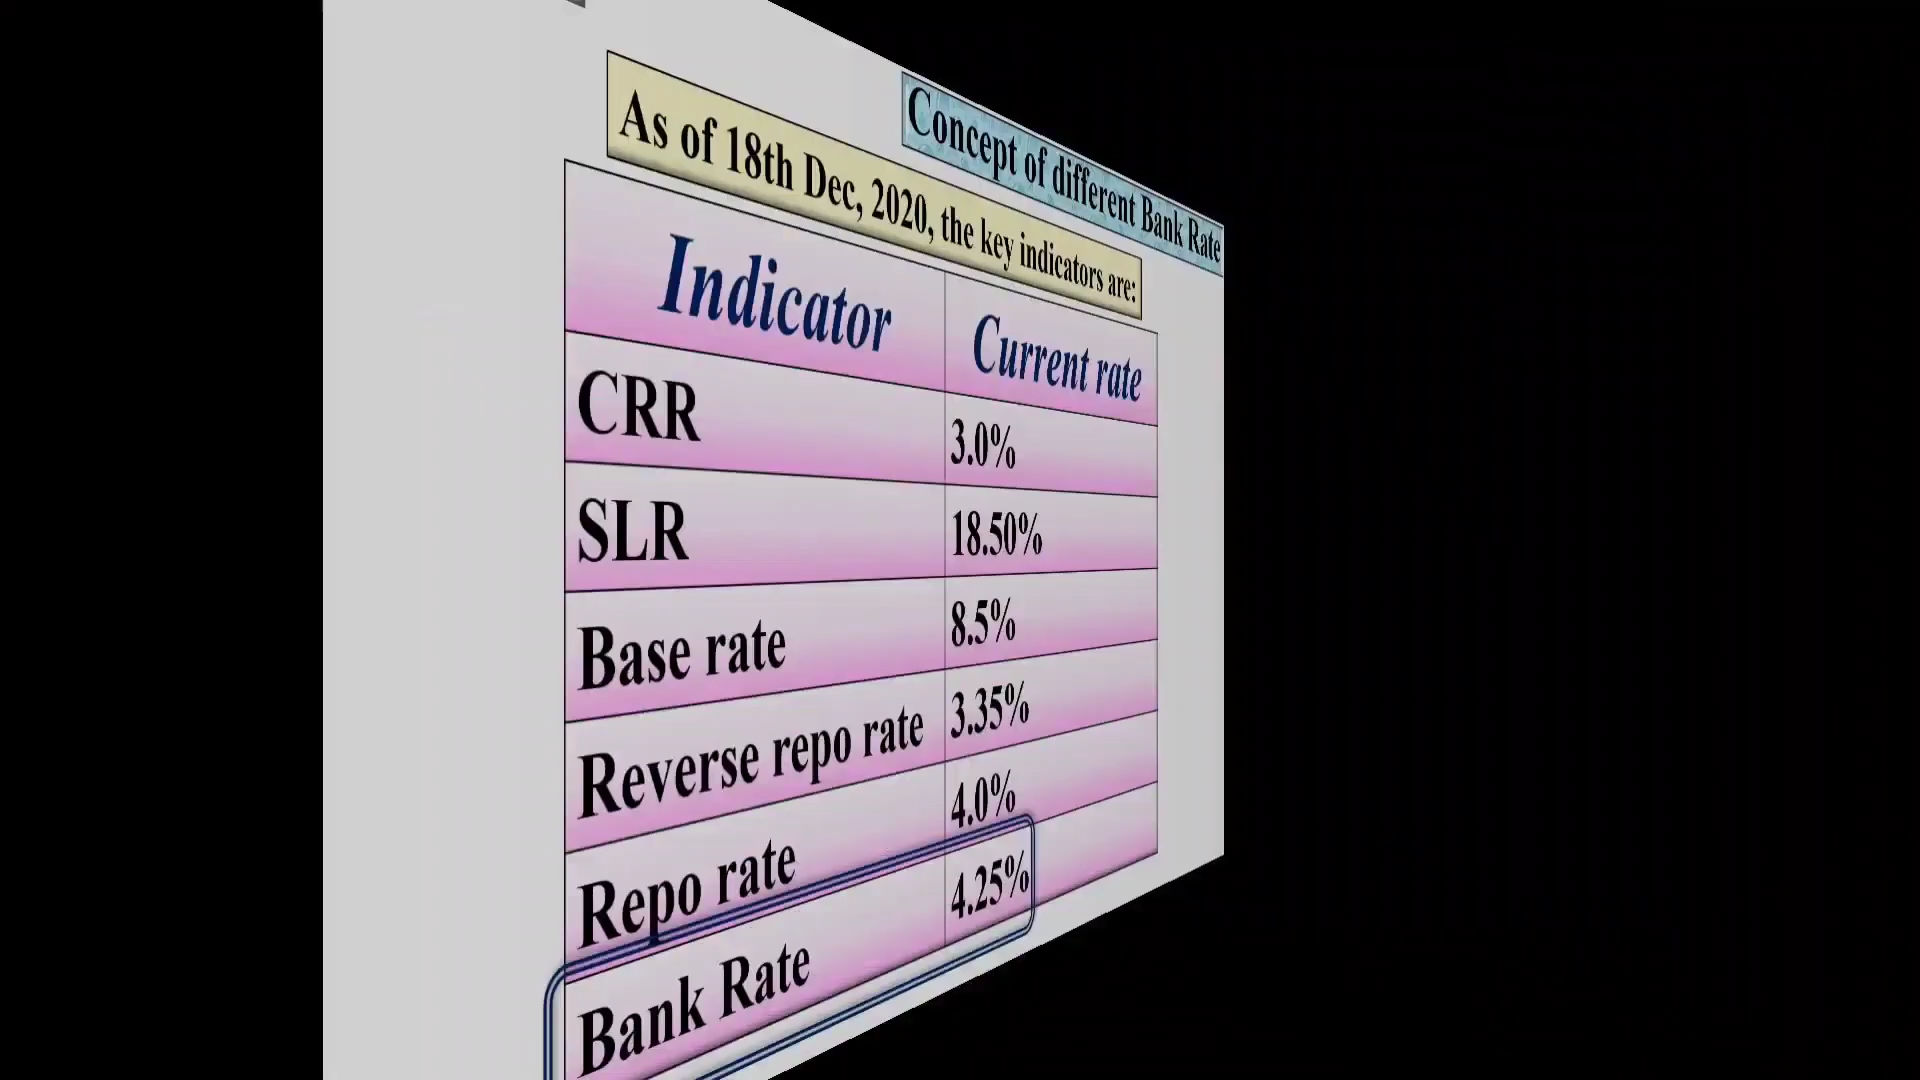 Concept of different Bank Rate
As of 18th Dec, 2020, the key indicators are:
Indicator Current rate
CRR 3.0%
SLR 18.50%
Base rate 8.5%
Reverse repo rate 3.35%
Repo rate 4.0%
Bank Rate 4.25%